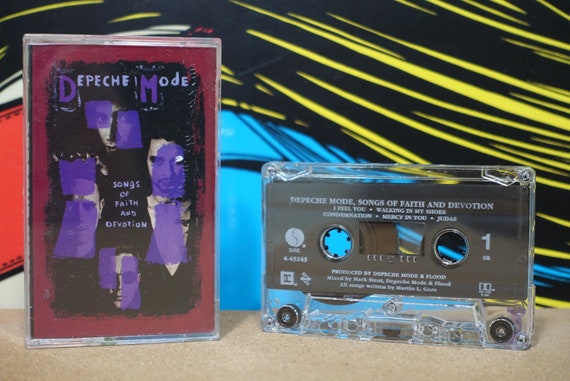 DEPECHE MODE
SONGS
OF
FAITH
AND
DEVOTION
DEPECHE MODE, SONGS OF FAITH AND DEVOTION
I FEEL YOU • WALKING IN MY SHOES
CONDEMNATION • MERCY IN YOU • JUDAS
SIRE
4-45243
1
PRODUCED BY DEPECHE MODE & FLOOD
Mixed by Mark Stent, Depeche Mode & Flood
All songs written by Martin L. Gore